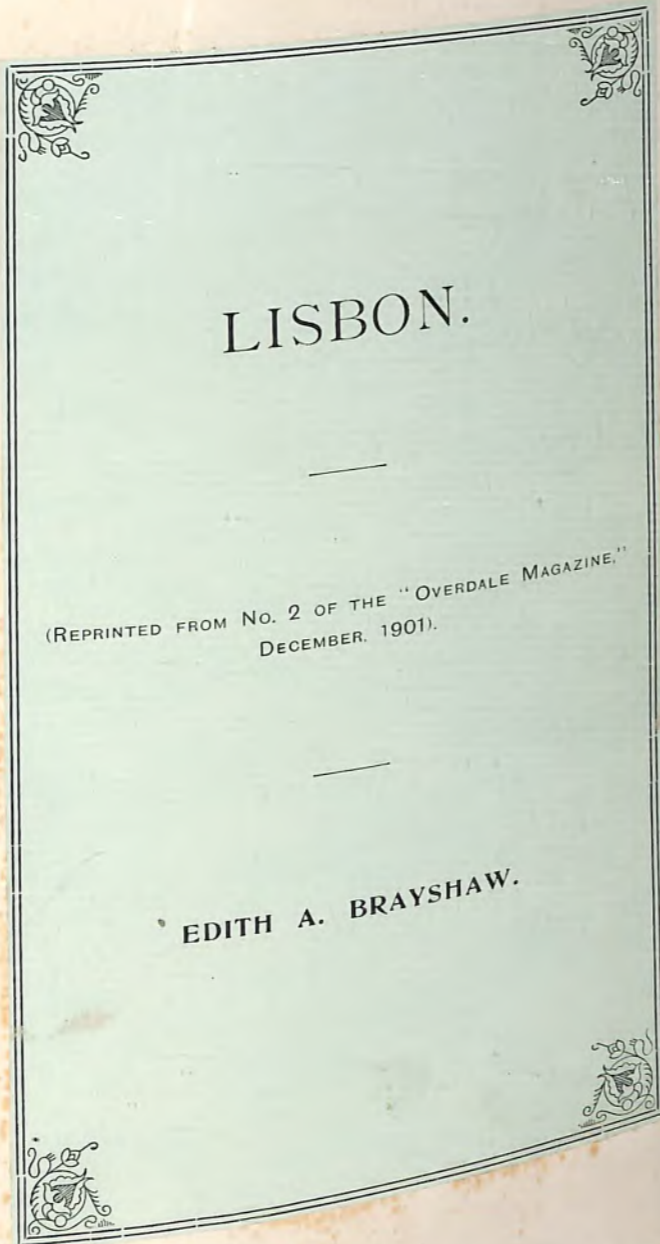 LISBON.
(REPRINTED FROM NO. 2 OF THE "OVERDALE MAGAZINE,"
DECEMBER, 1901).
EDITH A. BRAYSHAW.